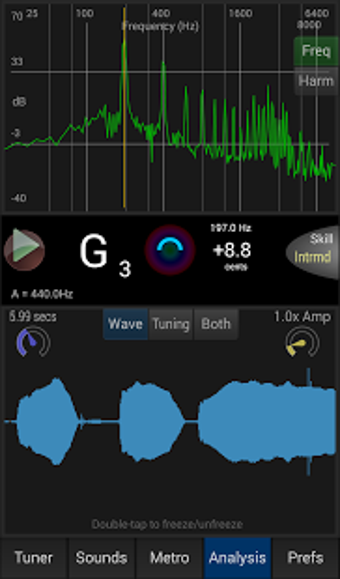 70 25 100 400 1600 6400
Frequency (Hz) 8000
Freq
33
Harm
dB
-3
-40
197.0 Hz
G3
+8.8
cents
Skill
Intrmd
A = 440.0Hz
5.99 secs
Wave Tuning Both
1.0x Amp
Double-tap to freeze/unfreeze
Tuner Sounds Metro Analysis Prefs